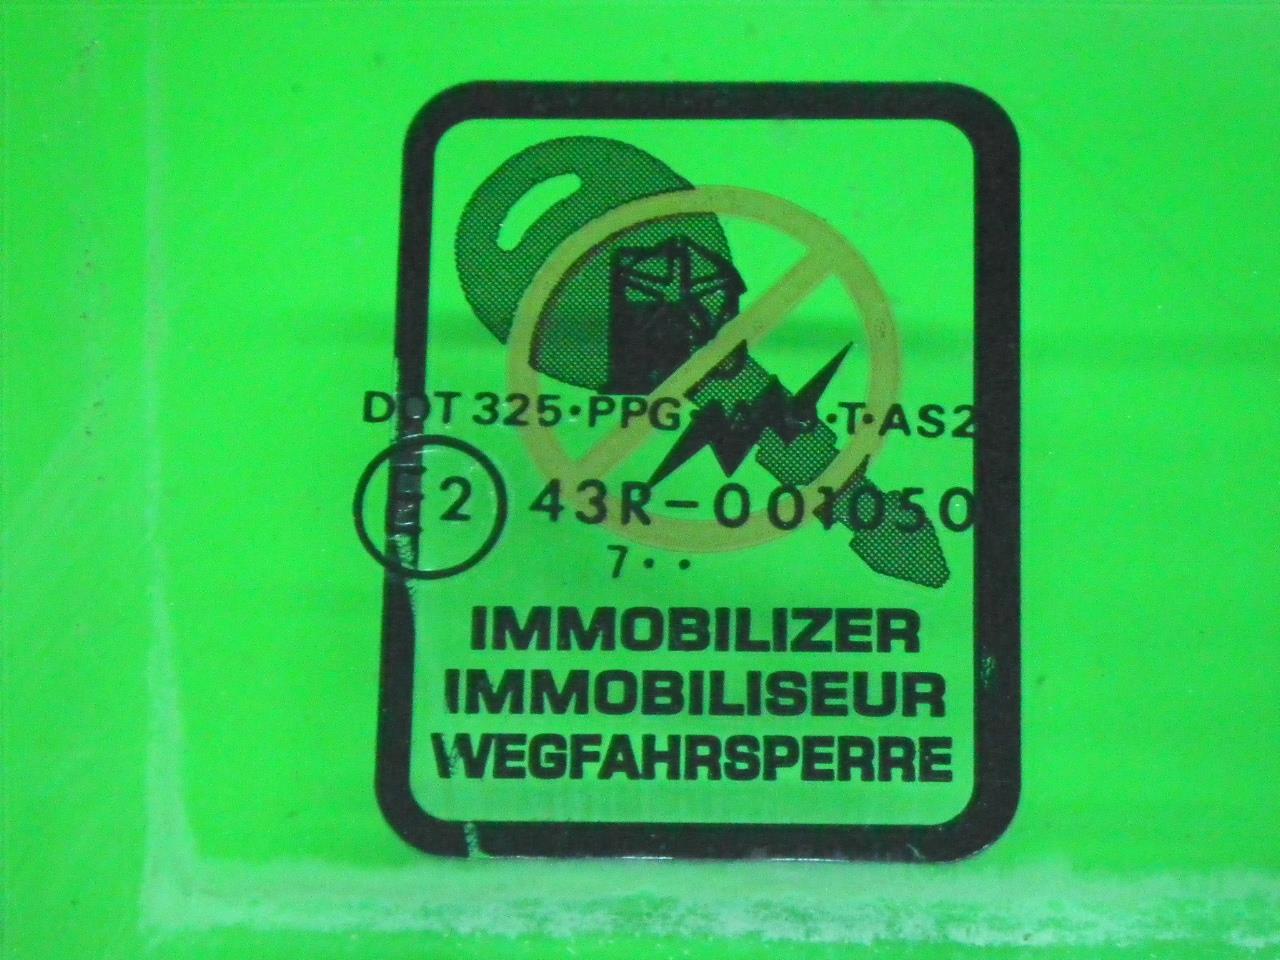 DOT 325·PPG ·T·AS2
E2 43R-001050
7··
IMMOBILIZER
IMMOBILISEUR
WEGFAHRSPERRE